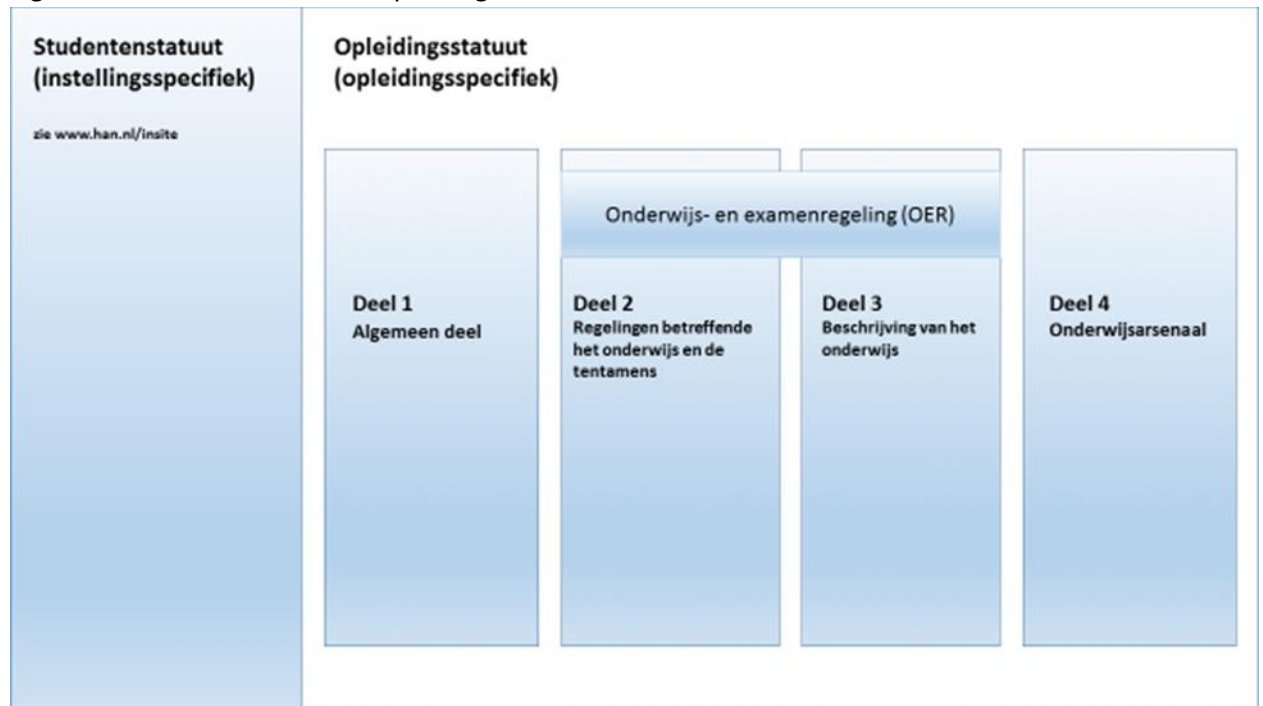 Studentenstatuut
(instellingsspecifiek)
zie www.han.nl/insite
Opleidingsstatuut
(opleidingsspecifiek)
Onderwijs- en examenregeling (OER)
Deel 1
Algemeen deel
Deel 2
Regelingen betreffende
het onderwijs en de
tentamens
Deel 3
Beschrijving van het
onderwijs
Deel 4
Onderwijsarsenaal